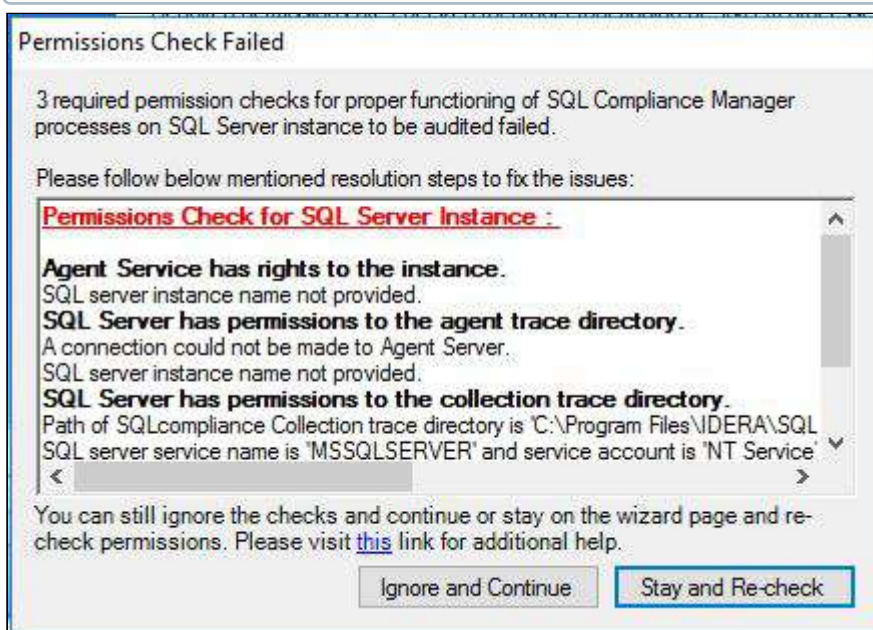 Permissions Check Failed
3 required permission checks for proper functioning of SQL Compliance Manager
processes on SQL Server instance to be audited failed.
Please follow below mentioned resolution steps to fix the issues:
Permissions Check for SQL Server Instance :
Agent Service has rights to the instance.
SQL server instance name not provided.
SQL Server has permissions to the agent trace directory.
A connection could not be made to Agent Server.
SQL server instance name not provided.
SQL Server has permissions to the collection trace directory.
Path of SQLcompliance Collection trace directory is 'C:\Program Files\IDERA\SQL
SQL server service name is 'MSSQLSERVER' and service account is 'NT Service'
You can still ignore the checks and continue or stay on the wizard page and re-
check permissions. Please visit this link for additional help.
Ignore and Continue
Stay and Re-check